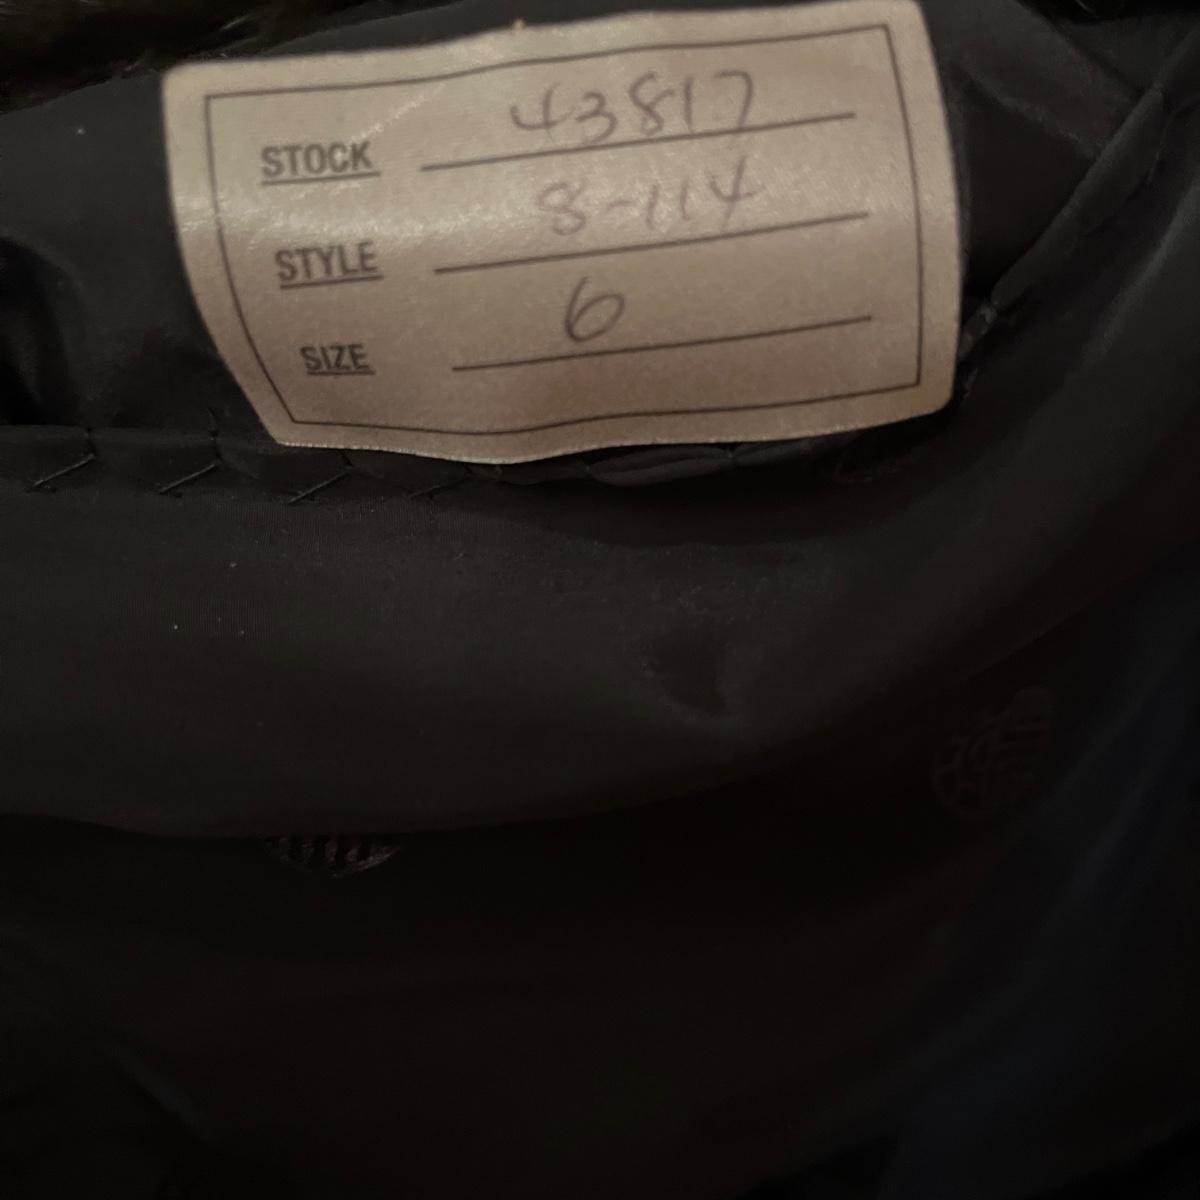 STOCK 43817
STYLE 8-114
SIZE 6